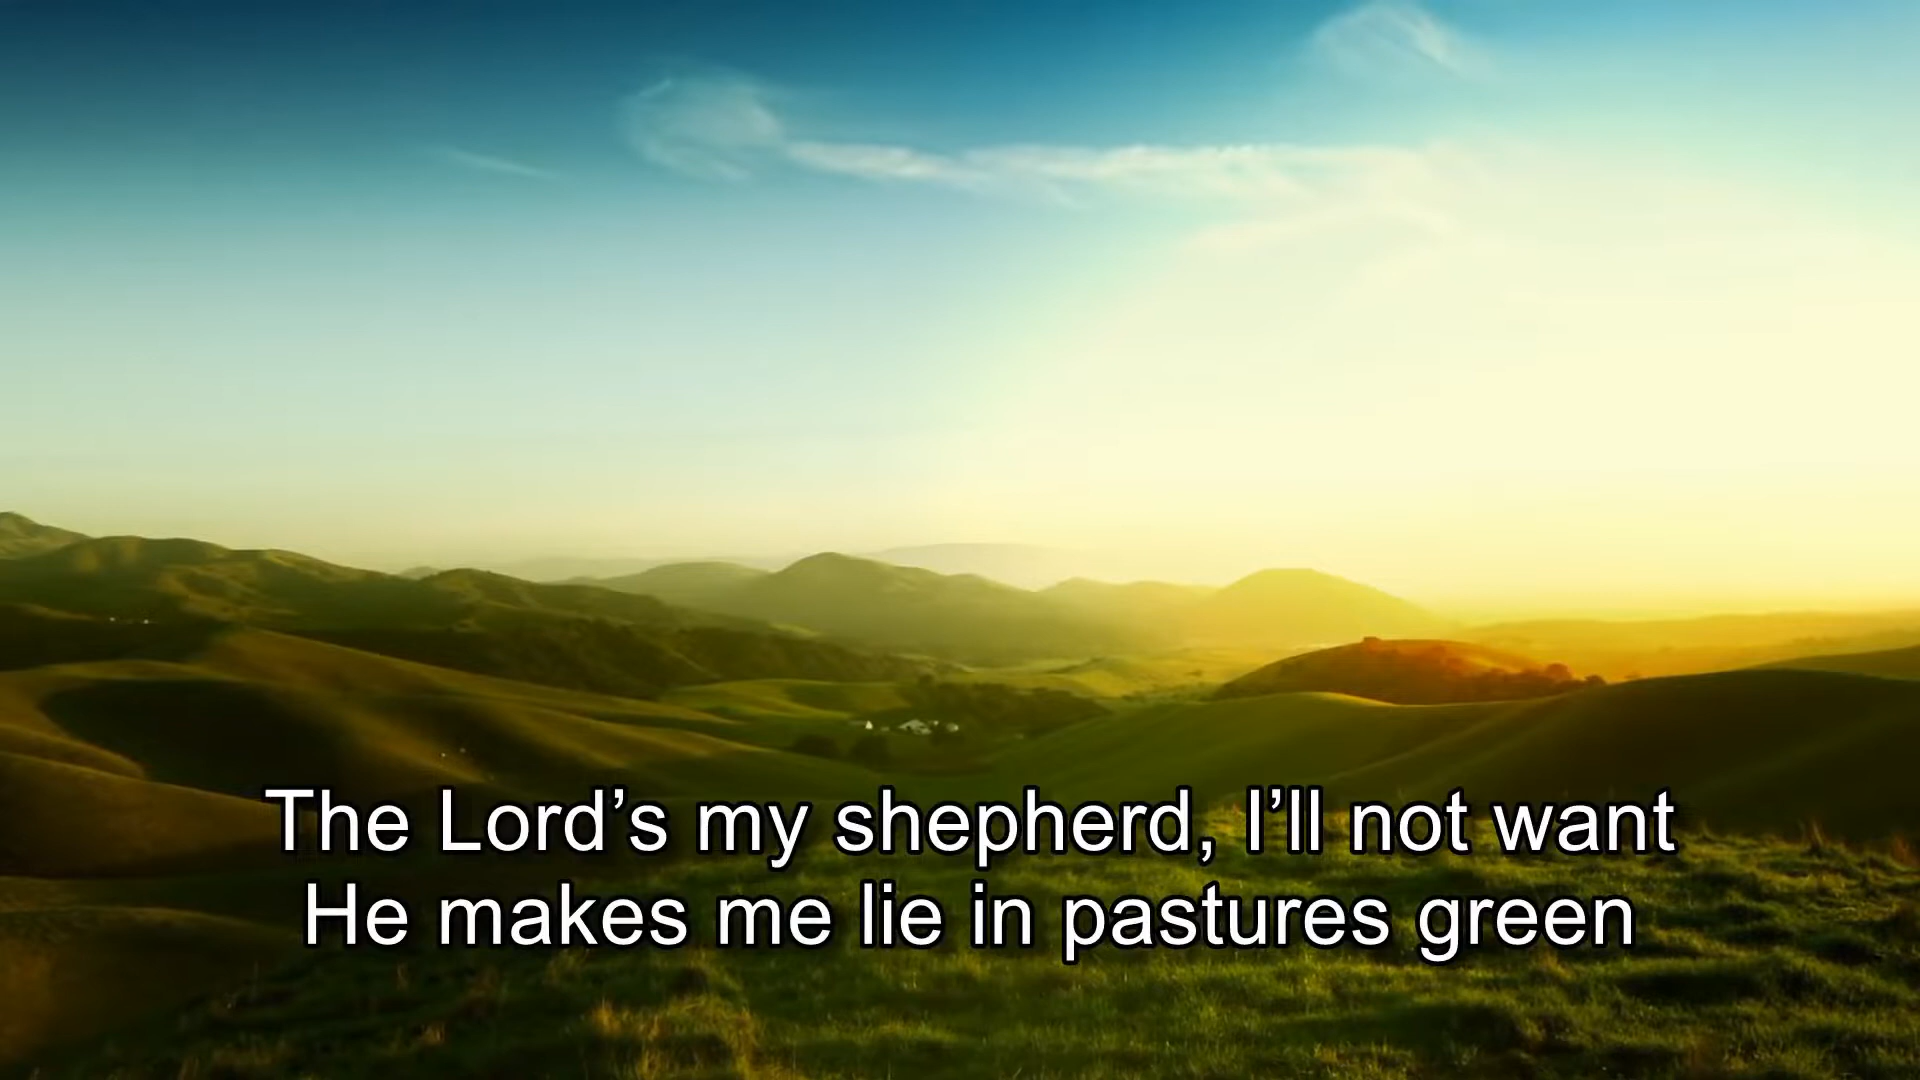 The Lord’s my shepherd, I’ll not want
He makes me lie in pastures green